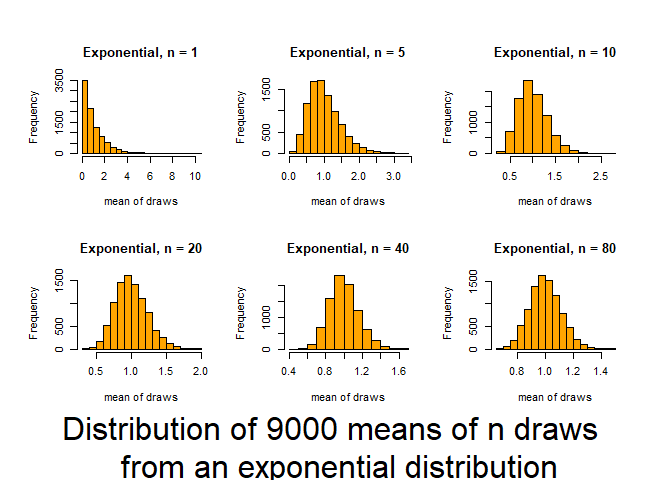 Exponential, n = 1
Exponential, n = 5
Exponential, n = 10
Frequency
0
1500
3500
0 2 4 6 8 10
mean of draws
Frequency
0
500
1500
0.0 1.0 2.0 3.0
mean of draws
Frequency
0
1000
0.5 1.5 2.5
mean of draws
Exponential, n = 20
Exponential, n = 40
Exponential, n = 80
Frequency
0
500
1500
0.5 1.0 1.5 2.0
mean of draws
Frequency
0
1000
0.4 0.8 1.2 1.6
mean of draws
Frequency
0
500
1500
0.8 1.0 1.2 1.4
mean of draws
Distribution of 9000 means of n draws
from an exponential distribution